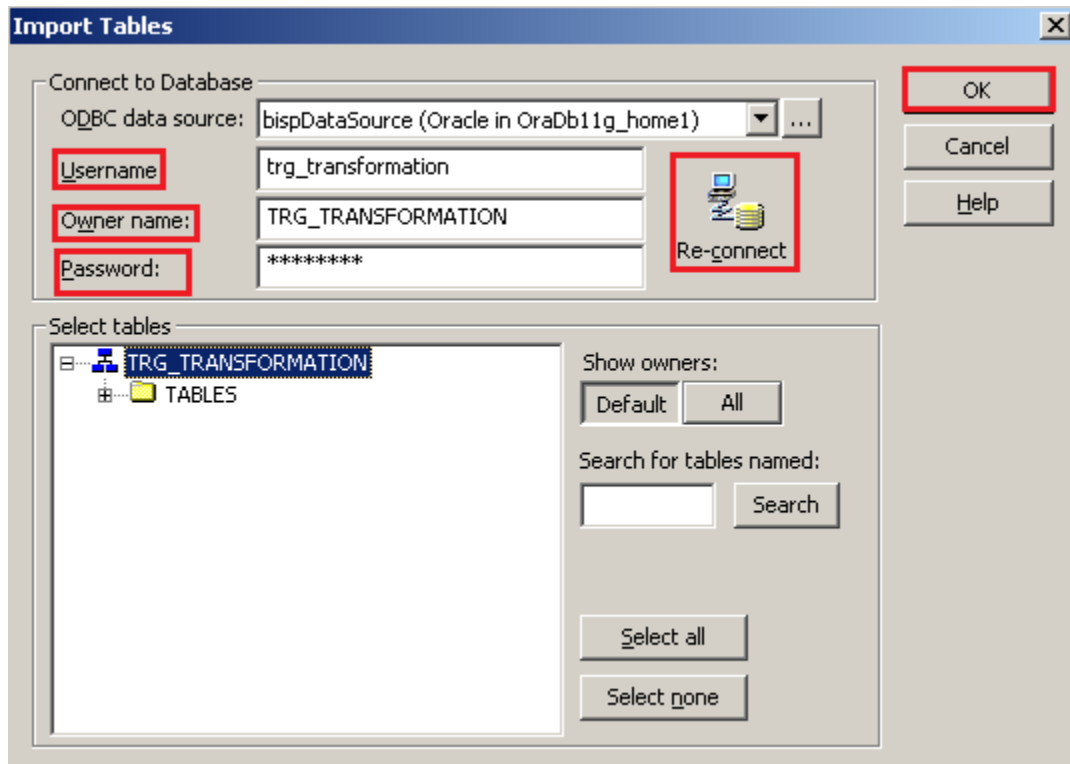 Import Tables
Connect to Database
ODBC data source: bispDataSource (Oracle in OraDb11g_home1) ...
Username trg_transformation
Owner name: TRG_TRANSFORMATION
Password: ********
Re-connect
OK
Cancel
Help
Select tables
TRG_TRANSFORMATION
TABLES
Show owners:
Default All
Search for tables named:
Search
Select all
Select none